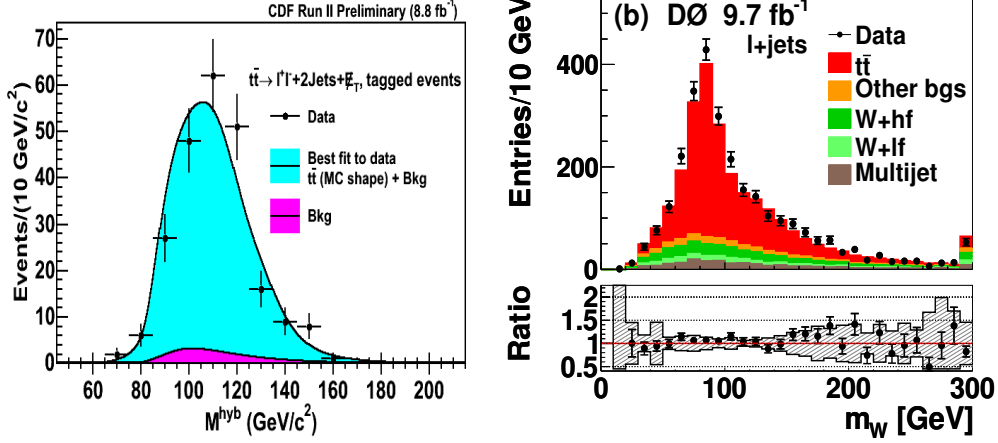 CDF Run II Preliminary (8.8 fb⁻¹)
Events/(10 GeV/c²)
70
60
50
40
30
20
10
0
tt̄→ l⁺l⁻+2Jets+E̸_T, tagged events
Data
Best fit to data
tt̄ (MC shape) + Bkg
Bkg
60 80 100 120 140 160 180 200
M^hyb (GeV/c²)
(b) DØ 9.7 fb⁻¹
l+jets
Entries/10 GeV
400
200
0
Data
tt̄
Other bgs
W+hf
W+lf
Multijet
Ratio
2
1.5
1
0.5
0 100 200 300
m_W [GeV]